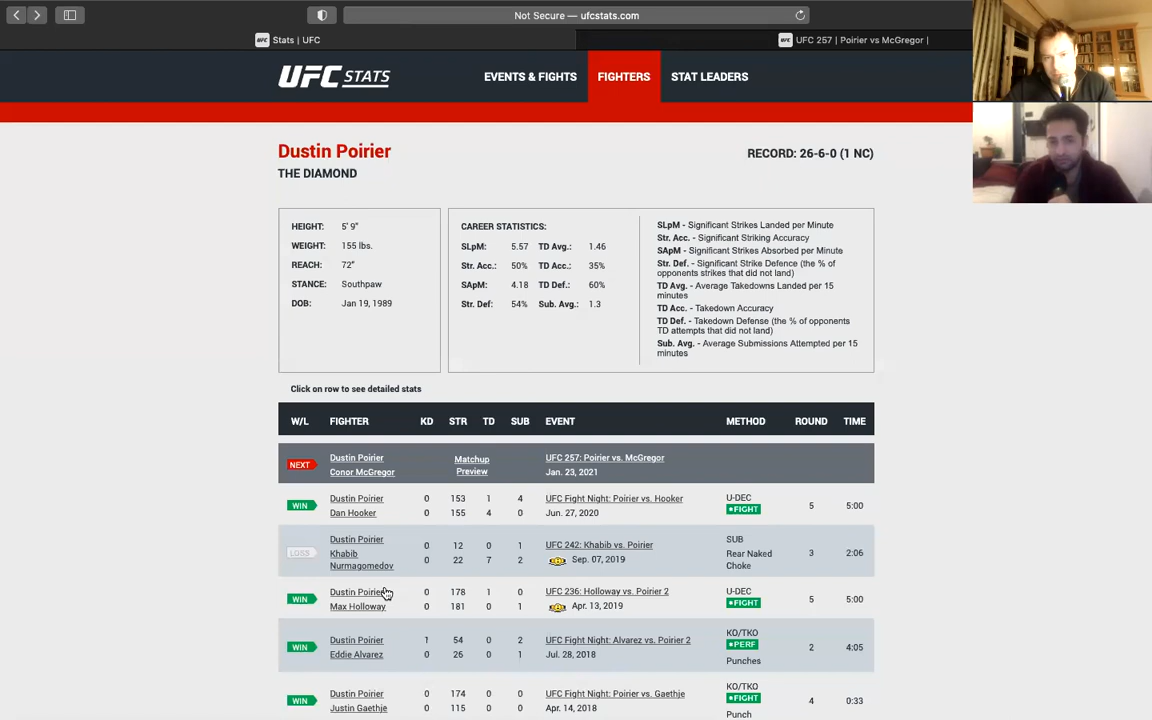 Not Secure — ufcstats.com
Stats | UFC
UFC 257 | Poirier vs McGregor |
UFC STATS
EVENTS & FIGHTS FIGHTERS STAT LEADERS
Dustin Poirier RECORD: 26-6-0 (1 NC)
THE DIAMOND
HEIGHT: 5' 9"
WEIGHT: 155 lbs.
REACH: 72"
STANCE: Southpaw
DOB: Jan 19, 1989
CAREER STATISTICS:
SLpM: 5.57 TD Avg.: 1.46
Str. Acc.: 50% TD Acc.: 35%
SApM: 4.18 TD Def.: 60%
Str. Def: 54% Sub. Avg.: 1.3
SLpM - Significant Strikes Landed per Minute
Str. Acc. - Significant Striking Accuracy
SApM - Significant Strikes Absorbed per Minute
Str. Def. - Significant Strike Defence (the % of
opponents strikes that did not land)
TD Avg. - Average Takedowns Landed per 15
minutes
TD Acc. - Takedown Accuracy
TD Def. - Takedown Defense (the % of opponents
TD attempts that did not land)
Sub. Avg. - Average Submissions Attempted per 15
minutes
Click on row to see detailed stats
W/L FIGHTER KD STR TD SUB EVENT METHOD ROUND TIME
NEXT
Dustin Poirier
Conor McGregor
Matchup
Preview
UFC 257: Poirier vs. McGregor
Jan. 23, 2021
WIN
Dustin Poirier 0 153 1 4 UFC Fight Night: Poirier vs. Hooker
Dan Hooker 0 155 4 0 Jun. 27, 2020
U-DEC
FIGHT
5 5:00
LOSS
Dustin Poirier 0 12 0 1 UFC 242: Khabib vs. Poirier
Khabib
Nurmagomedov
0 22 7 2 Sep. 07, 2019
SUB
Rear Naked
Choke
3 2:06
WIN
Dustin Poirier 0 178 1 0 UFC 236: Holloway vs. Poirier 2
Max Holloway 0 181 0 1 Apr. 13, 2019
U-DEC
FIGHT
5 5:00
WIN
Dustin Poirier 1 54 0 2 UFC Fight Night: Alvarez vs. Poirier 2
Eddie Alvarez 0 26 0 1 Jul. 28, 2018
KO/TKO
PERF
Punches
2 4:05
WIN
Dustin Poirier 0 174 0 0 UFC Fight Night: Poirier vs. Gaethje
Justin Gaethje 0 115 0 0 Apr. 14, 2018
KO/TKO
FIGHT
Punch
4 0:33